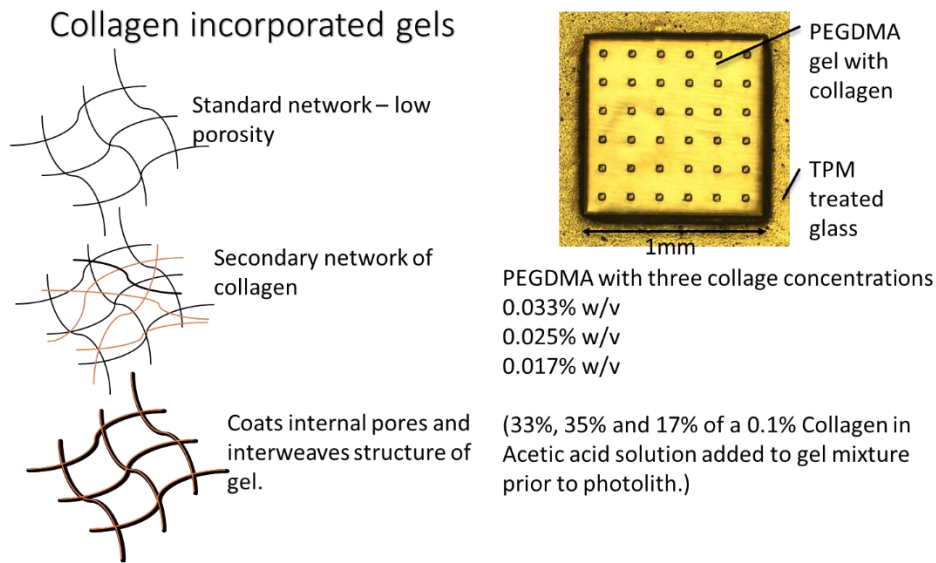 Collagen incorporated gels
Standard network – low
porosity
Secondary network of
collagen
Coats internal pores and
interweaves structure of
gel.
PEGDMA
gel with
collagen
TPM
treated
glass
1mm
PEGDMA with three collage concentrations
0.033% w/v
0.025% w/v
0.017% w/v
(33%, 35% and 17% of a 0.1% Collagen in
Acetic acid solution added to gel mixture
prior to photolith.)